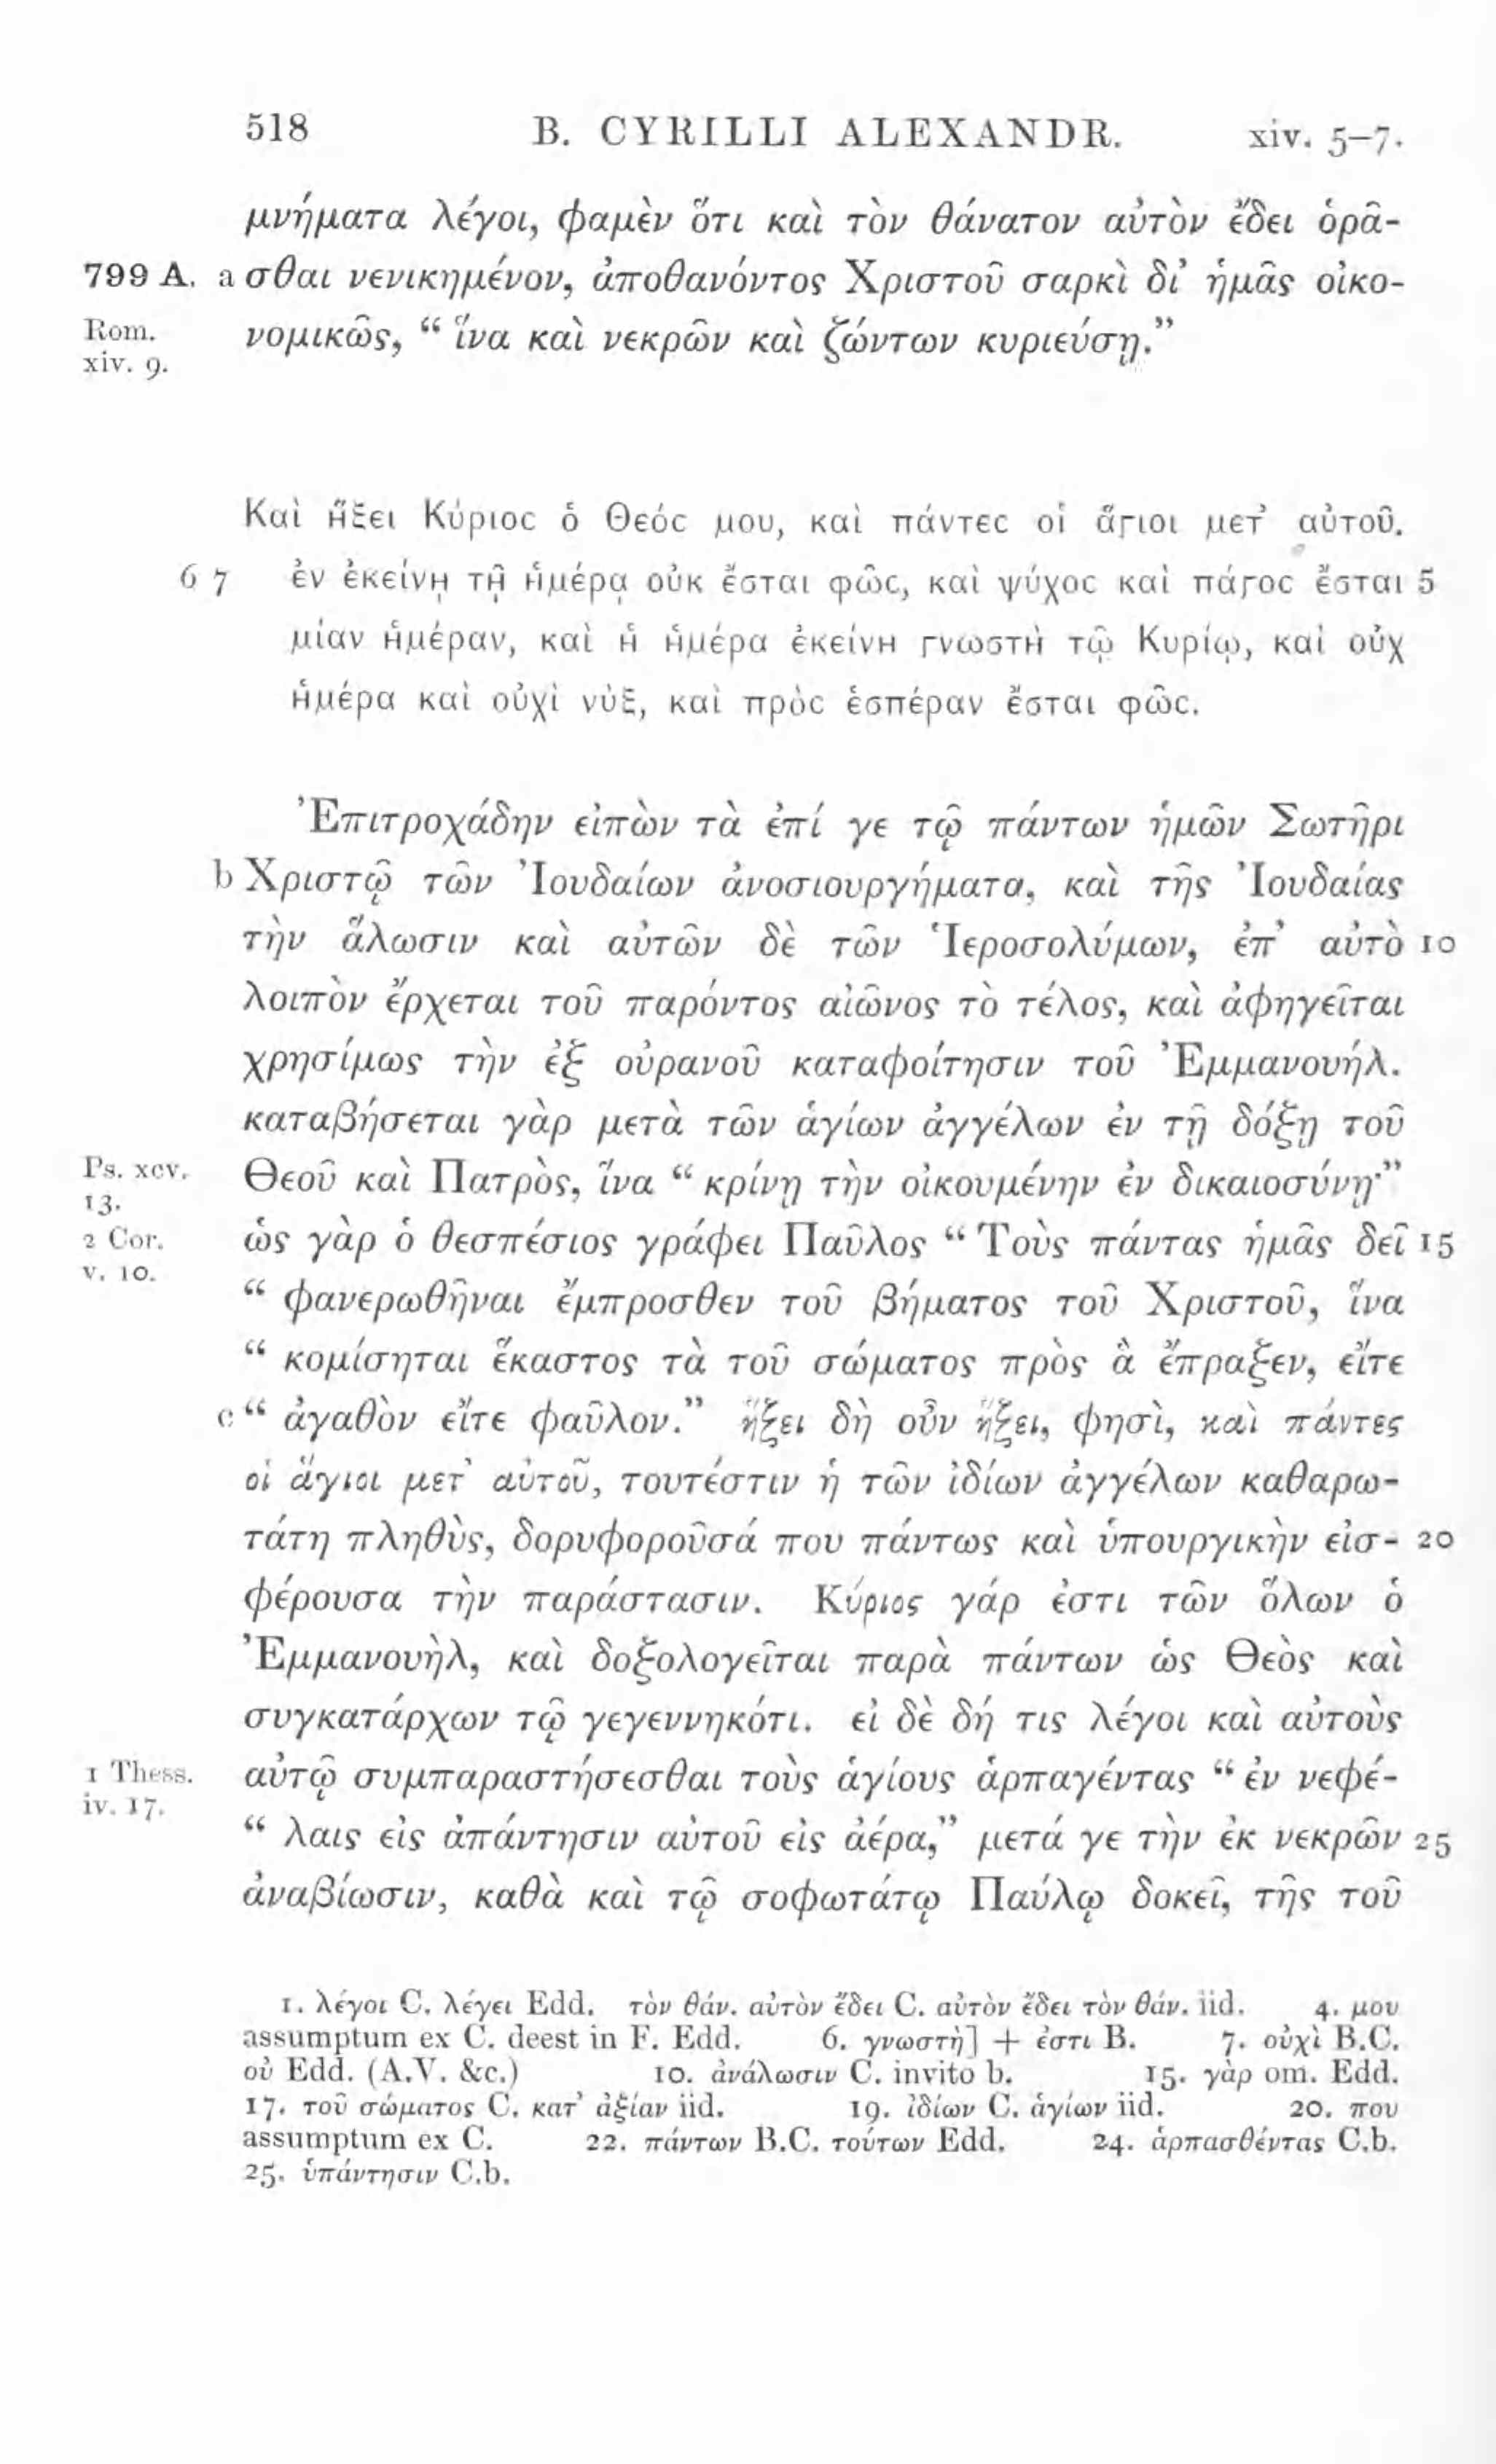 518 B. CYRILLI ALEXANDR. xiv. 5–7.
μνήματα λέγοι, φαμὲν ὅτι καὶ τὸν θάνατον αὐτὸν ἔδει ὁρᾶ-
799 A. a σθαι νενικημένον, ἀποθανόντος Χριστοῦ σαρκὶ δι’ ἡμᾶς οἰκο-
Rom. xiv. 9. νομικῶς, “ ἵνα καὶ νεκρῶν καὶ ζώντων κυριεύσῃ.”
Καὶ ἥξει Κύριος ὁ Θεός μου, καὶ πάντες οἱ ἅγιοι μετ’ αὐτοῦ.
6 7 ἐν ἐκείνῃ τῇ ἡμέρᾳ οὐκ ἔσται φῶς, καὶ ψύχος καὶ πάγος ἔσται 5
μίαν ἡμέραν, καὶ ἡ ἡμέρα ἐκείνη γνωστὴ τῷ Κυρίῳ, καὶ οὐχ
ἡμέρα καὶ οὐχὶ νὺξ, καὶ πρὸς ἑσπέραν ἔσται φῶς.
Ἐπιτροχάδην εἰπὼν τὰ ἐπί γε τῷ πάντων ἡμῶν Σωτῆρι
b Χριστῷ τῶν Ἰουδαίων ἀνοσιουργήματα, καὶ τῆς Ἰουδαίας
τὴν ἅλωσιν καὶ αὐτῶν δὲ τῶν Ἱεροσολύμων, ἐπ’ αὐτὸ 10
λοιπὸν ἔρχεται τοῦ παρόντος αἰῶνος τὸ τέλος, καὶ ἀφηγεῖται
χρησίμως τὴν ἐξ οὐρανοῦ καταφοίτησιν τοῦ Ἐμμανουήλ.
καταβήσεται γὰρ μετὰ τῶν ἁγίων ἀγγέλων ἐν τῇ δόξῃ τοῦ
Ps. xcv. 13. Θεοῦ καὶ Πατρὸς, ἵνα “ κρίνῃ τὴν οἰκουμένην ἐν δικαιοσύνῃ·”
2 Cor. v. 10. ὡς γὰρ ὁ θεσπέσιος γράφει Παῦλος “ Τοὺς πάντας ἡμᾶς δεῖ 15
“ φανερωθῆναι ἔμπροσθεν τοῦ βήματος τοῦ Χριστοῦ, ἵνα
“ κομίσηται ἕκαστος τὰ τοῦ σώματος πρὸς ἃ ἔπραξεν, εἴτε
c “ ἀγαθὸν εἴτε φαῦλον.” ἥξει δὴ οὖν ἥξει, φησὶ, καὶ πάντες
οἱ ἅγιοι μετ’ αὐτοῦ, τουτέστιν ἡ τῶν ἰδίων ἀγγέλων καθαρω-
τάτη πληθὺς, δορυφοροῦσά που πάντως καὶ ὑπουργικὴν εἰσ- 20
φέρουσα τὴν παράστασιν. Κύριος γάρ ἐστι τῶν ὅλων ὁ
Ἐμμανουὴλ, καὶ δοξολογεῖται παρὰ πάντων ὡς Θεὸς καὶ
συγκατάρχων τῷ γεγεννηκότι. εἰ δὲ δή τις λέγοι καὶ αὐτοὺς
1 Thess. iv. 17. αὐτῷ συμπαραστήσεσθαι τοὺς ἁγίους ἁρπαγέντας “ ἐν νεφέ-
“ λαις εἰς ἀπάντησιν αὐτοῦ εἰς ἀέρα,” μετά γε τὴν ἐκ νεκρῶν 25
ἀναβίωσιν, καθὰ καὶ τῷ σοφωτάτῳ Παύλῳ δοκεῖ, τῆς τοῦ
1. λέγοι C. λέγει Edd. τὸν θάν. αὐτὸν ἔδει C. αὐτὸν ἔδει τὸν θάν. iid. 4. μου
assumptum ex C. deest in F. Edd. 6. γνωστὴ] + ἐστι B. 7. οὐχὶ B.C.
οὐ Edd. (A.V. &c.) 10. ἀνάλωσιν C. invito b. 15. γὰρ om. Edd.
17. τοῦ σώματος C. κατ’ ἀξίαν iid. 19. ἰδίων C. ἁγίων iid. 20. που
assumptum ex C. 22. πάντων B.C. τούτων Edd. 24. ἁρπασθέντας C.b.
25. ὑπάντησιν C.b.